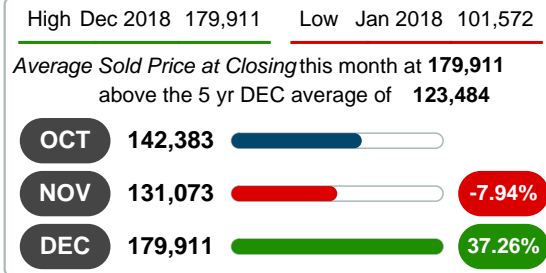 High Dec 2018 179,911 Low Jan 2018 101,572
Average Sold Price at Closing this month at 179,911
above the 5 yr DEC average of 123,484
OCT 142,383
NOV 131,073 -7.94%
DEC 179,911 37.26%